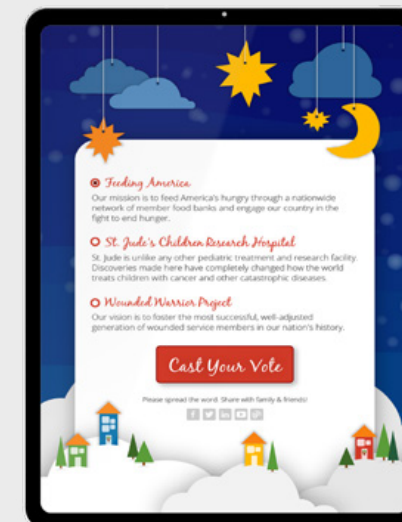 Feeding America
Our mission is to feed America's hungry through a nationwide
network of member food banks and engage our country in the
fight to end hunger.
St. Jude's Children Research Hospital
St. Jude is unlike any other pediatric treatment and research facility.
Discoveries made here have completely changed how the world
treats children with cancer and other catastrophic diseases.
Wounded Warrior Project
Our vision is to foster the most successful, well-adjusted
generation of wounded service members in our nation's history.
Cast Your Vote
Please spread the word. Share with family & friends!